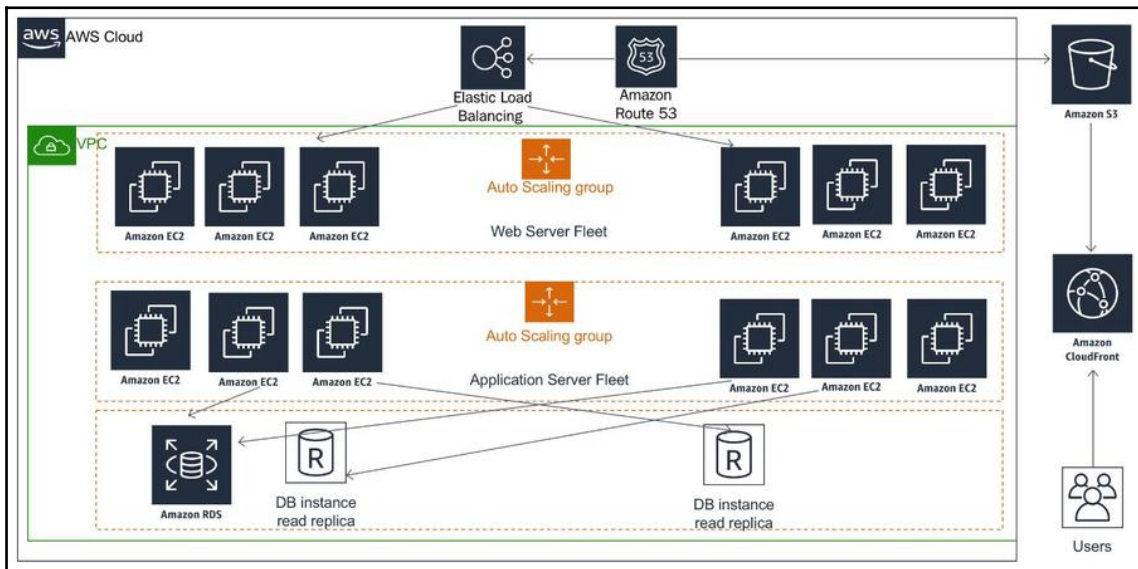 aws AWS Cloud
53
Elastic Load
Balancing
Amazon
Route 53
Amazon S3
VPC
Auto Scaling group
Amazon EC2 Amazon EC2 Amazon EC2 Amazon EC2 Amazon EC2 Amazon EC2
Web Server Fleet
Auto Scaling group
Amazon EC2 Amazon EC2 Amazon EC2 Amazon EC2 Amazon EC2 Amazon EC2
Application Server Fleet
Amazon
CloudFront
R R
Amazon RDS
DB instance
read replica
DB instance
read replica
Users